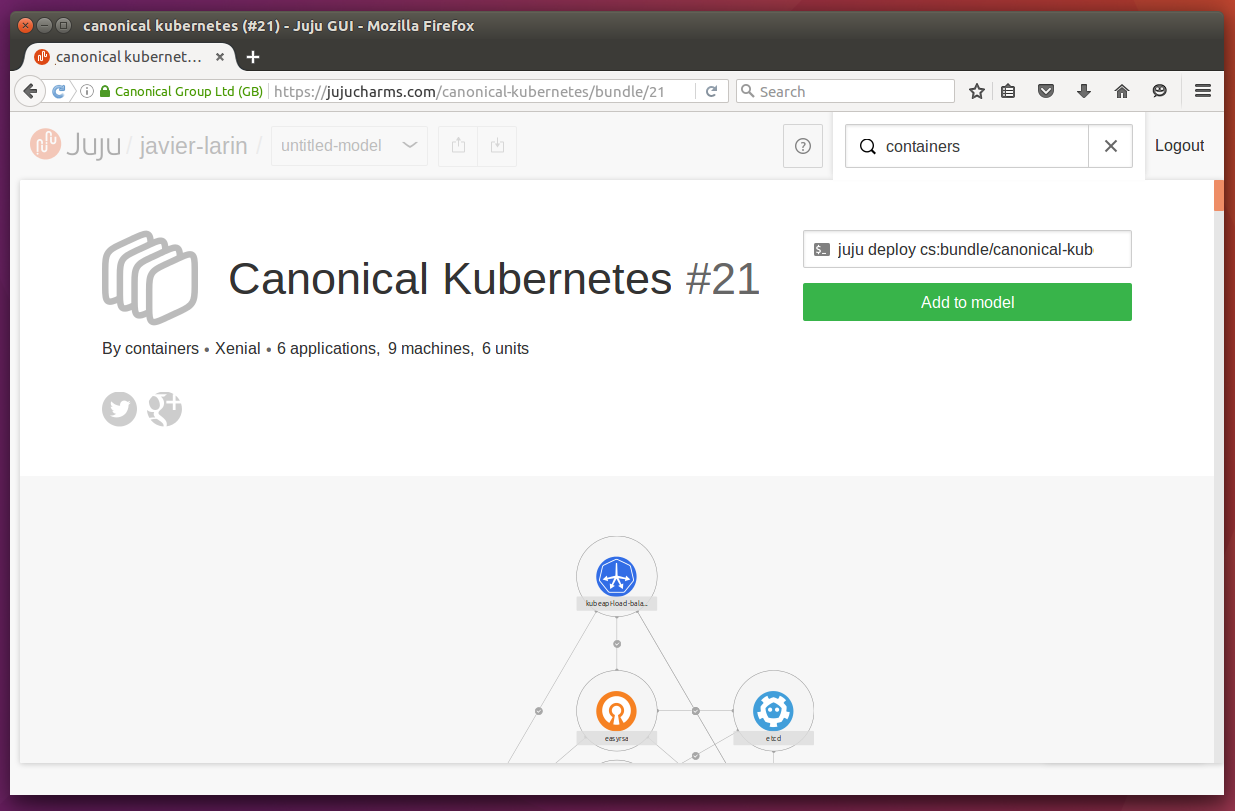 canonical kubernetes (#21) - Juju GUI - Mozilla Firefox
canonical kubernet...
Canonical Group Ltd (GB) https://jujucharms.com/canonical-kubernetes/bundle/21 Search
Juju / javier-larin / untitled-model containers Logout
juju deploy cs:bundle/canonical-kub
Canonical Kubernetes #21
Add to model
By containers • Xenial • 6 applications, 9 machines, 6 units
kubeapi-load-bala...
easyrsa etcd